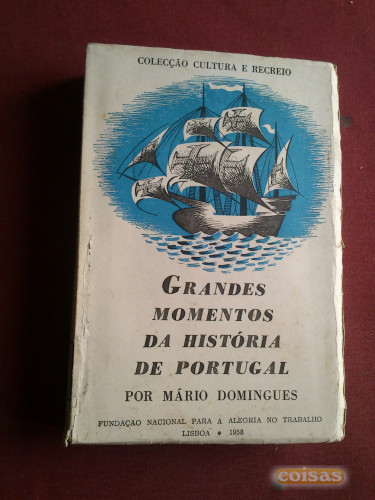 COLECÇÃO CULTURA E RECREIO
GRANDES
MOMENTOS
DA HISTÓRIA
DE PORTUGAL
POR MÁRIO DOMINGUES
FUNDAÇÃO NACIONAL PARA A ALEGRIA NO TRABALHO
LISBOA • 1958
coisas